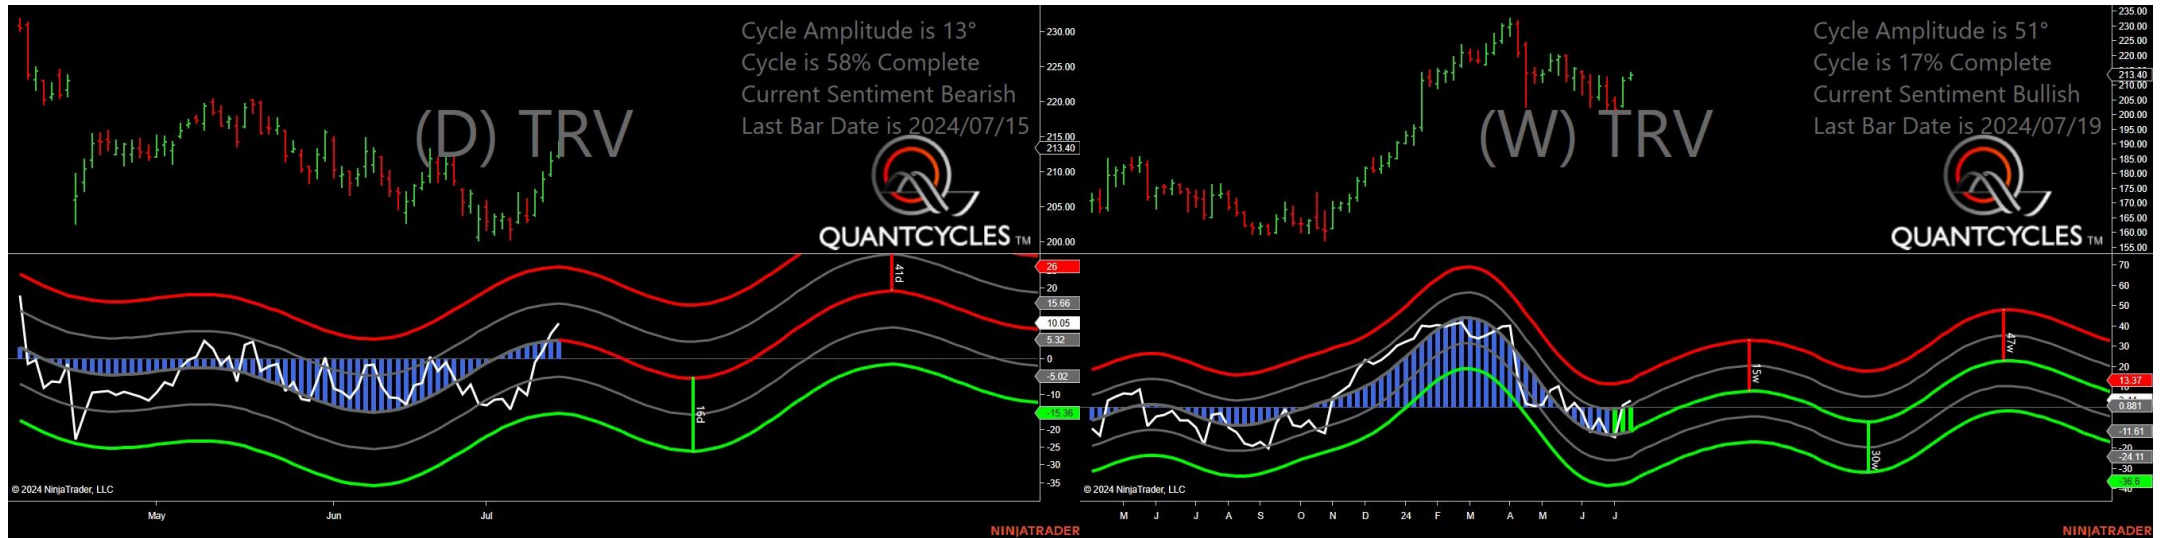 Cycle Amplitude is 13°
Cycle is 58% Complete
Current Sentiment Bearish
Last Bar Date is 2024/07/15
(D) TRV
QUANTCYCLES TM
230.00
225.00
220.00
215.00
213.40
210.00
205.00
200.00
26
20
15.66
10.05
5.32
0
-5.02
-10
-15.36
-20
-25
-30
-35
41d
16d
© 2024 NinjaTrader, LLC
May Jun Jul
NINJATRADER
Cycle Amplitude is 51°
Cycle is 17% Complete
Current Sentiment Bullish
Last Bar Date is 2024/07/19
(W) TRV
QUANTCYCLES TM
235.00
230.00
225.00
220.00
213.40
205.00
200.00
195.00
190.00
185.00
180.00
175.00
170.00
165.00
160.00
155.00
70
60
50
40
30
20
13.37
0.881
-11.61
-20
-24.11
-30
-36.6
15w
30w
47w
© 2024 NinjaTrader, LLC
M J J A S O N D 24 F M A M J J
NINJATRADER